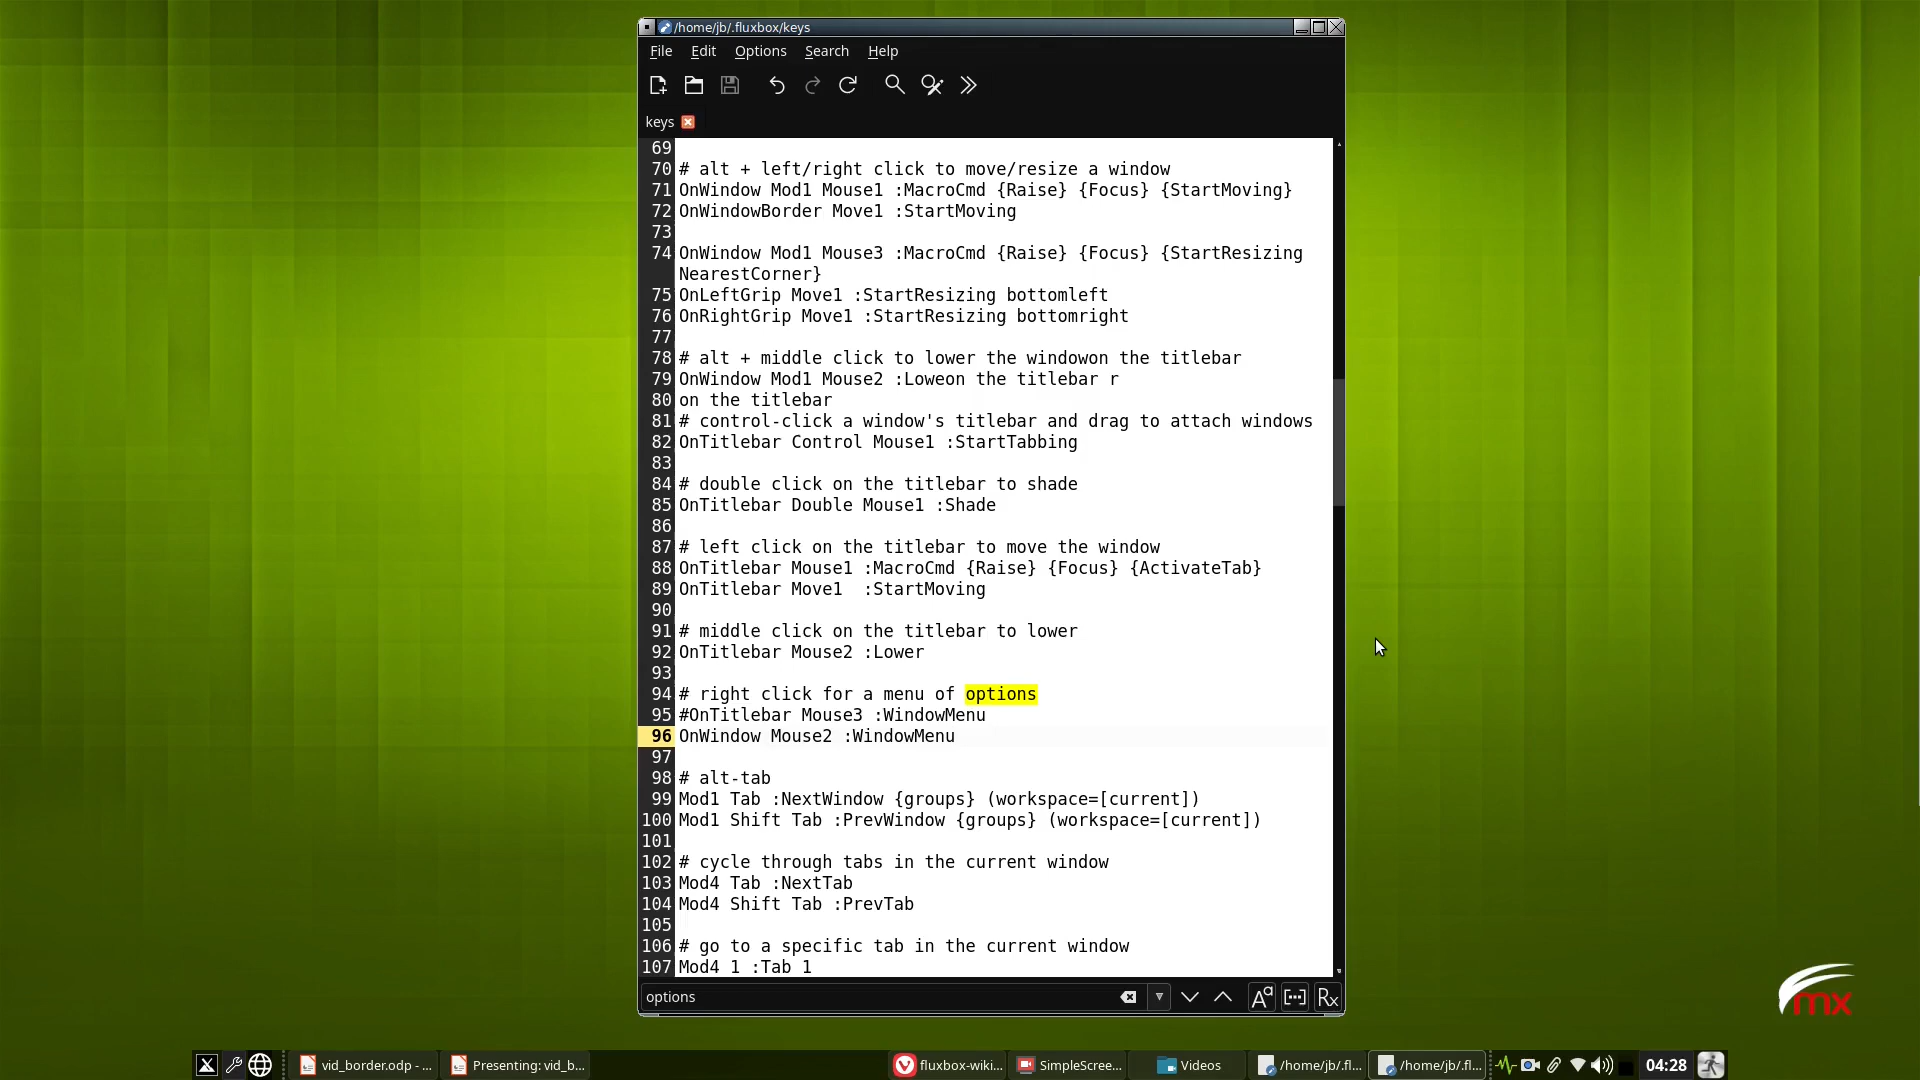 /home/jb/.fluxbox/keys
File Edit Options Search Help
keys
69
70 # alt + left/right click to move/resize a window
71 OnWindow Mod1 Mouse1 :MacroCmd {Raise} {Focus} {StartMoving}
72 OnWindowBorder Move1 :StartMoving
73
74 OnWindow Mod1 Mouse3 :MacroCmd {Raise} {Focus} {StartResizing
NearestCorner}
75 OnLeftGrip Move1 :StartResizing bottomleft
76 OnRightGrip Move1 :StartResizing bottomright
77
78 # alt + middle click to lower the windowon the titlebar
79 OnWindow Mod1 Mouse2 :Loweon the titlebar r
80 on the titlebar
81 # control-click a window's titlebar and drag to attach windows
82 OnTitlebar Control Mouse1 :StartTabbing
83
84 # double click on the titlebar to shade
85 OnTitlebar Double Mouse1 :Shade
86
87 # left click on the titlebar to move the window
88 OnTitlebar Mouse1 :MacroCmd {Raise} {Focus} {ActivateTab}
89 OnTitlebar Move1  :StartMoving
90
91 # middle click on the titlebar to lower
92 OnTitlebar Mouse2 :Lower
93
94 # right click for a menu of options
95 #OnTitlebar Mouse3 :WindowMenu
96 OnWindow Mouse2 :WindowMenu
97
98 # alt-tab
99 Mod1 Tab :NextWindow {groups} (workspace=[current])
100 Mod1 Shift Tab :PrevWindow {groups} (workspace=[current])
101
102 # cycle through tabs in the current window
103 Mod4 Tab :NextTab
104 Mod4 Shift Tab :PrevTab
105
106 # go to a specific tab in the current window
107 Mod4 1 :Tab 1
options
Rx
mx
vid_border.odp - ... Presenting: vid_b... fluxbox-wiki... SimpleScree... Videos /home/jb/.fl... /home/jb/.fl... 04:28